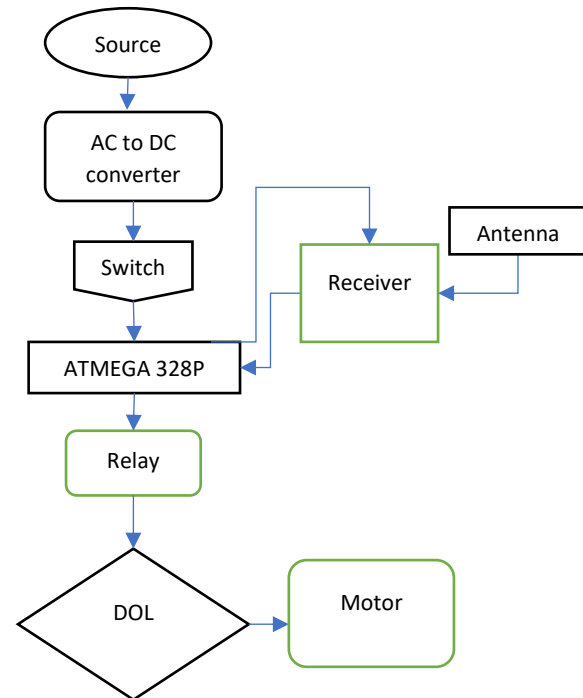 Source
AC to DC
converter
Switch
Receiver
Antenna
ATMEGA 328P
Relay
DOL
Motor